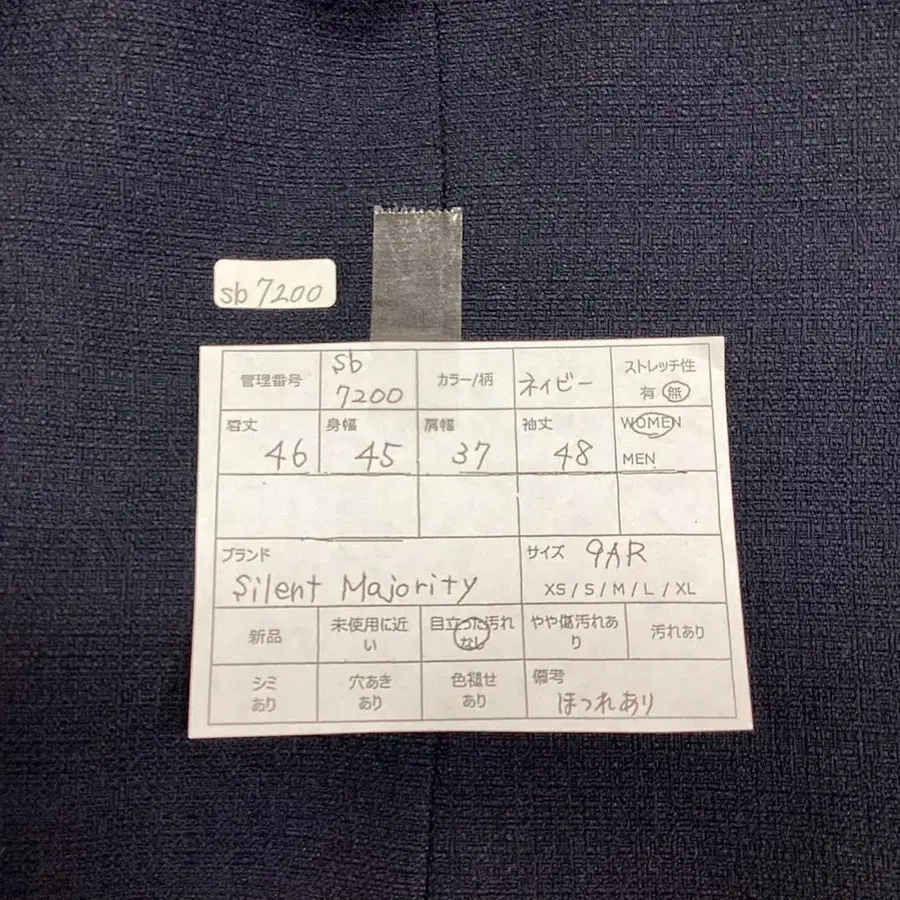 sb7200
管理番号 sb 7200 カラー/柄 ネイビー ストレッチ性 有 無
着丈 46 身幅 45 肩幅 37 袖丈 48 WOMEN MEN
ブランド Silent Majority サイズ 9AR XS/S/M/L/XL
新品 未使用に近い 目立った汚れなし やや傷汚れあり 汚れあり
シミあり 穴あきあり 色褪せあり 備考 ほつれあり